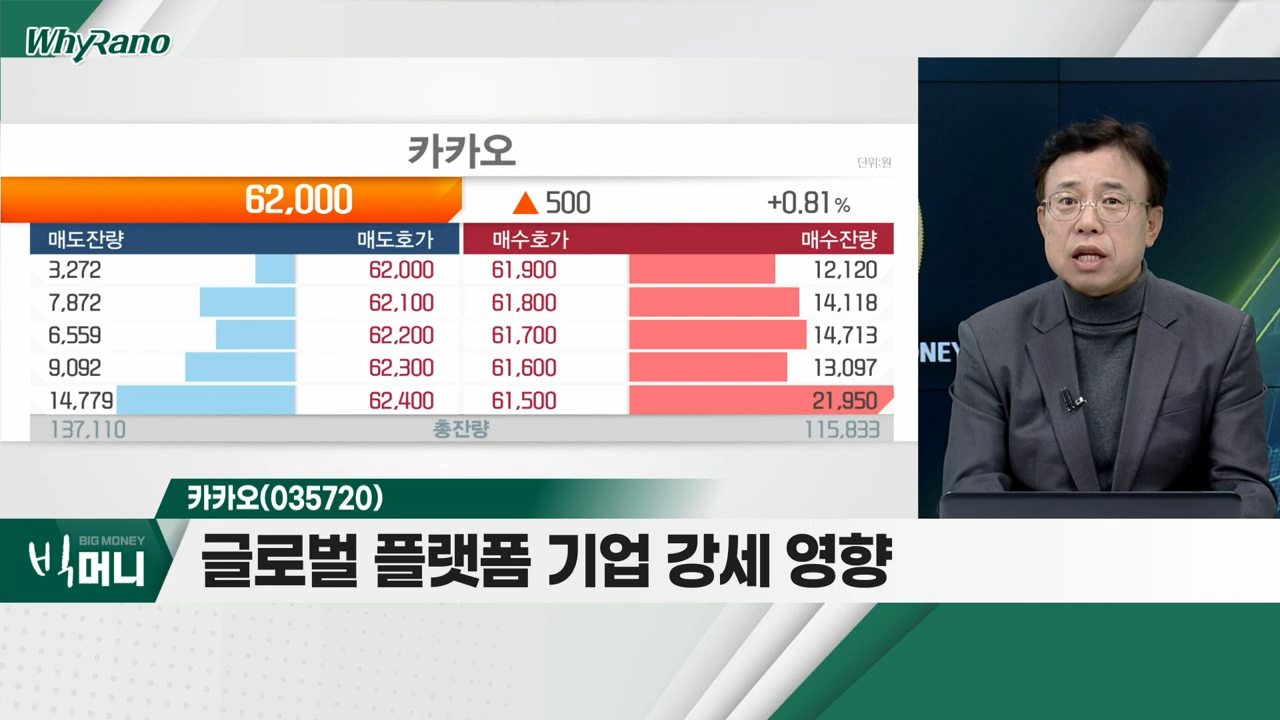 WhyRano
카카오
단위:원
62,000 ▲ 500 +0.81%
매도잔량 매도호가 매수호가 매수잔량
3,272 62,000 61,900 12,120
7,872 62,100 61,800 14,118
6,559 62,200 61,700 14,713
9,092 62,300 61,600 13,097
14,779 62,400 61,500 21,950
137,110 총잔량 115,833
NEY
카카오(035720)
BIG MONEY
빅머니
글로벌 플랫폼 기업 강세 영향